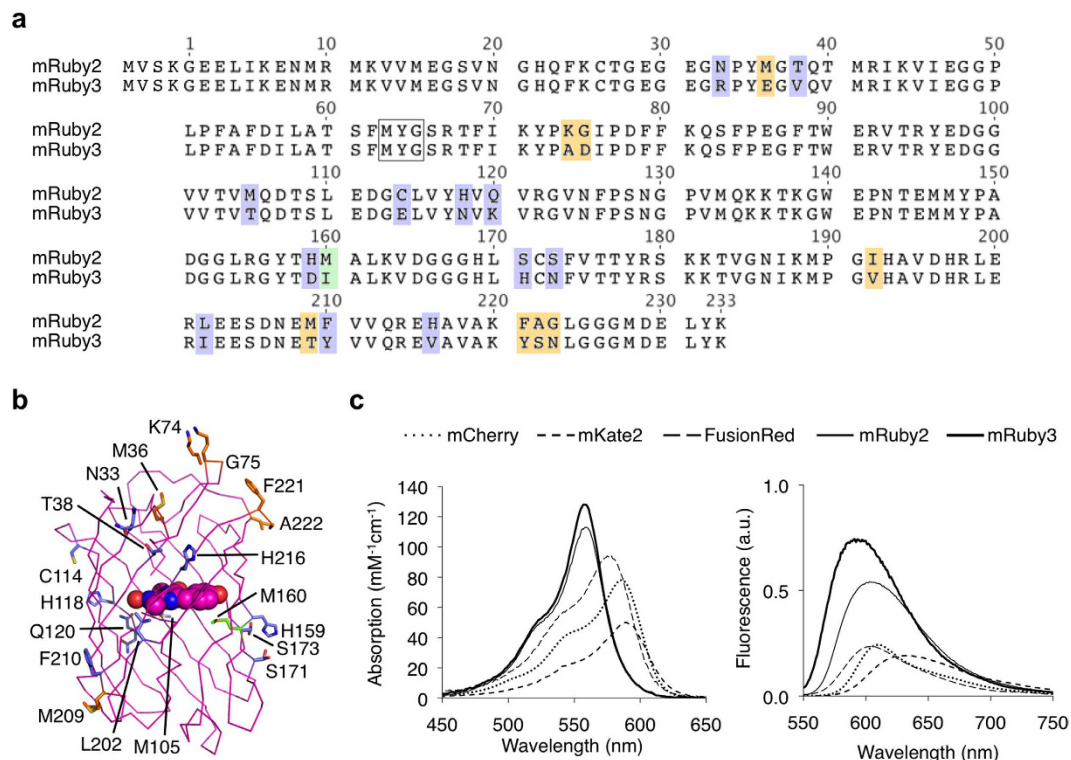 a
1 10 20 30 40 50
mRuby2 MVSKGEELIKENMR MKVVMEGSVN GHQFKCTGEG EGNPYMGTQT MRIKVIEGGP
mRuby3 MVSKGEELIKENMR MKVVMEGSVN GHQFKCTGEG EGRPYEGVQV MRIKVIEGGP
60 70 80 90 100
mRuby2 LPFAFDILAT SFMYGSRTFI KYPKGIPDFF KQSFPEGFTW ERVTRYEDGG
mRuby3 LPFAFDILAT SFMYGSRTFI KYPADIPDFF KQSFPEGFTW ERVTRYEDGG
110 120 130 140 150
mRuby2 VVTVMQDTSL EDGCLVYHVQ VRGVNFPSNG PVMQKKTKGW EPNTEMMYPA
mRuby3 VVTVTQDTSL EDGELVYNVK VRGVNFPSNG PVMQKKTKGW EPNTEMMYPA
160 170 180 190 200
mRuby2 DGGLRGYTHM ALKVDGGGHL SCSFVTTYRS KKTVGNIKMP GIHAVDHRLE
mRuby3 DGGLRGYTDI ALKVDGGGHL HCNFVTTYRS KKTVGNIKMP GVHAVDHRLE
210 220 230 233
mRuby2 RLEESDNEMF VVQREHAVAK FAGLGGGMDE LYK
mRuby3 RIEESDNETY VVQREVAVAK YSNLGGGMDE LYK
b
K74
M36
G75
N33
F221
T38
A222
H216
C114
M160
H118
H159
Q120
S173
F210
S171
M209
L202
M105
c
mCherry mKate2 FusionRed mRuby2 mRuby3
Absorption (mM-1cm-1)
140
120
100
80
60
40
20
0
450 500 550 600 650
Wavelength (nm)
Fluorescence (a.u.)
1.0
0.5
0.0
550 600 650 700 750
Wavelength (nm)